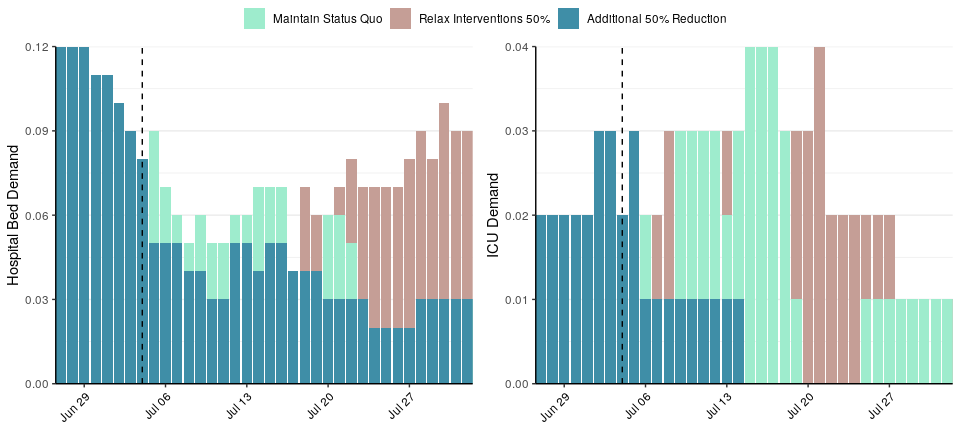 Maintain Status Quo Relax Interventions 50% Additional 50% Reduction
Hospital Bed Demand
0.12
0.09
0.06
0.03
0.00
Jun 29 Jul 06 Jul 13 Jul 20 Jul 27
ICU Demand
0.04
0.03
0.02
0.01
0.00
Jun 29 Jul 06 Jul 13 Jul 20 Jul 27